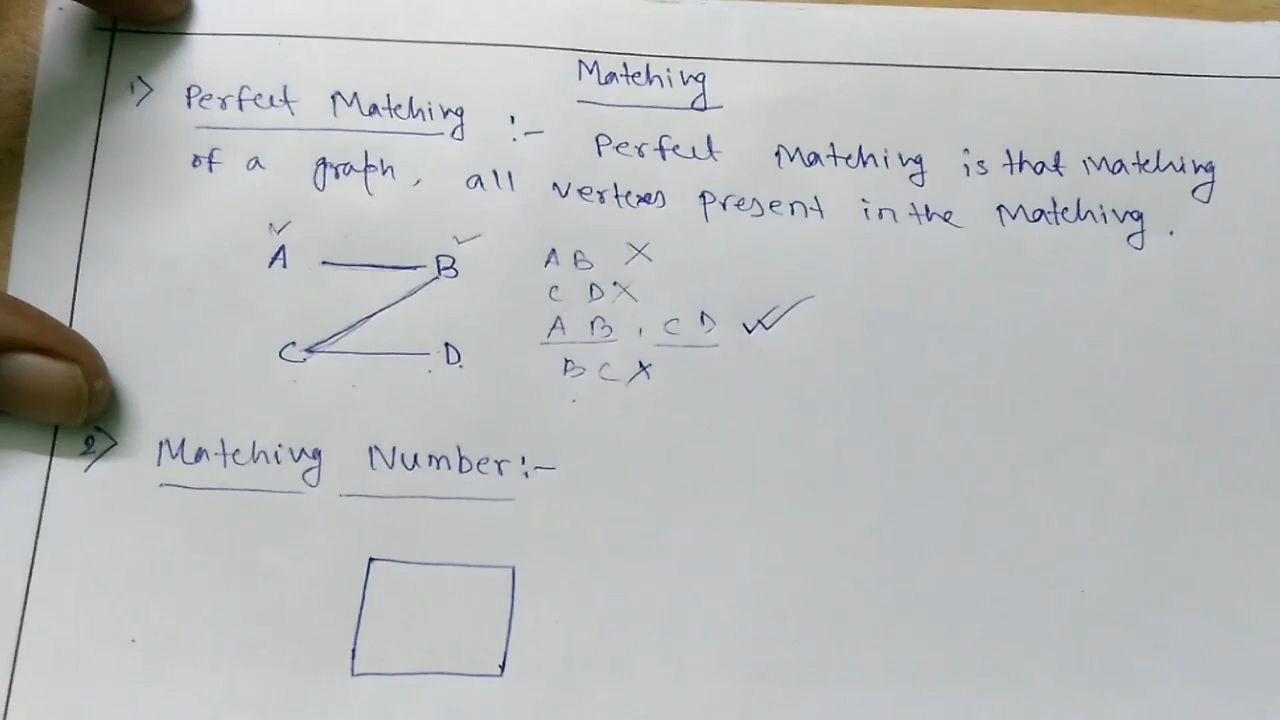 Matching
1) Perfect Matching :- Perfect Matching is that Matching
of a graph, all vertexes present in the Matching.
A B
C D
A B X
C D X
A B, C D ✓✓
B C X
2) Matching Number:-